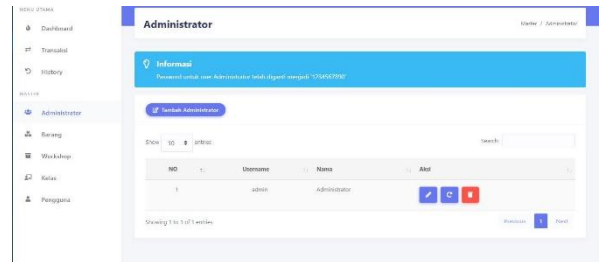 MENU UTAMA
Dashboard
Transaksi
History
MASTER
Administrator
Barang
Workshop
Kelas
Pengguna
Administrator
Master / Administrator
Informasi
Password untuk user Administrator telah diganti menjadi '1234567890'
Tambah Administrator
Show 10 entries
Search:
NO Username Nama Aksi
1 admin Administrator
Showing 1 to 1 of 1 entries
Previous 1 Next